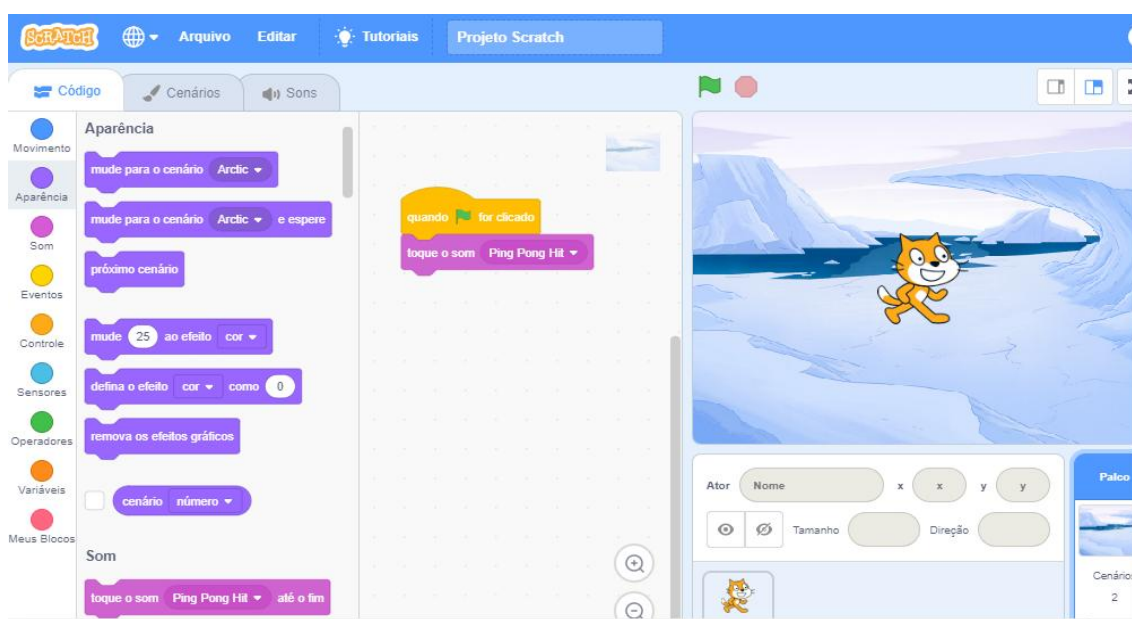 SCRATCH Arquivo Editar Tutoriais Projeto Scratch
Código Cenários Sons
Movimento
Aparência
Som
Eventos
Controle
Sensores
Operadores
Variáveis
Meus Blocos
Aparência
mude para o cenário Arctic
mude para o cenário Arctic e espere
próximo cenário
mude 25 ao efeito cor
defina o efeito cor como 0
remova os efeitos gráficos
cenário número
Som
toque o som Ping Pong Hit até o fim
quando for clicado
toque o som Ping Pong Hit
Ator Nome x x y y
Tamanho Direção
Palco
Cenário
2